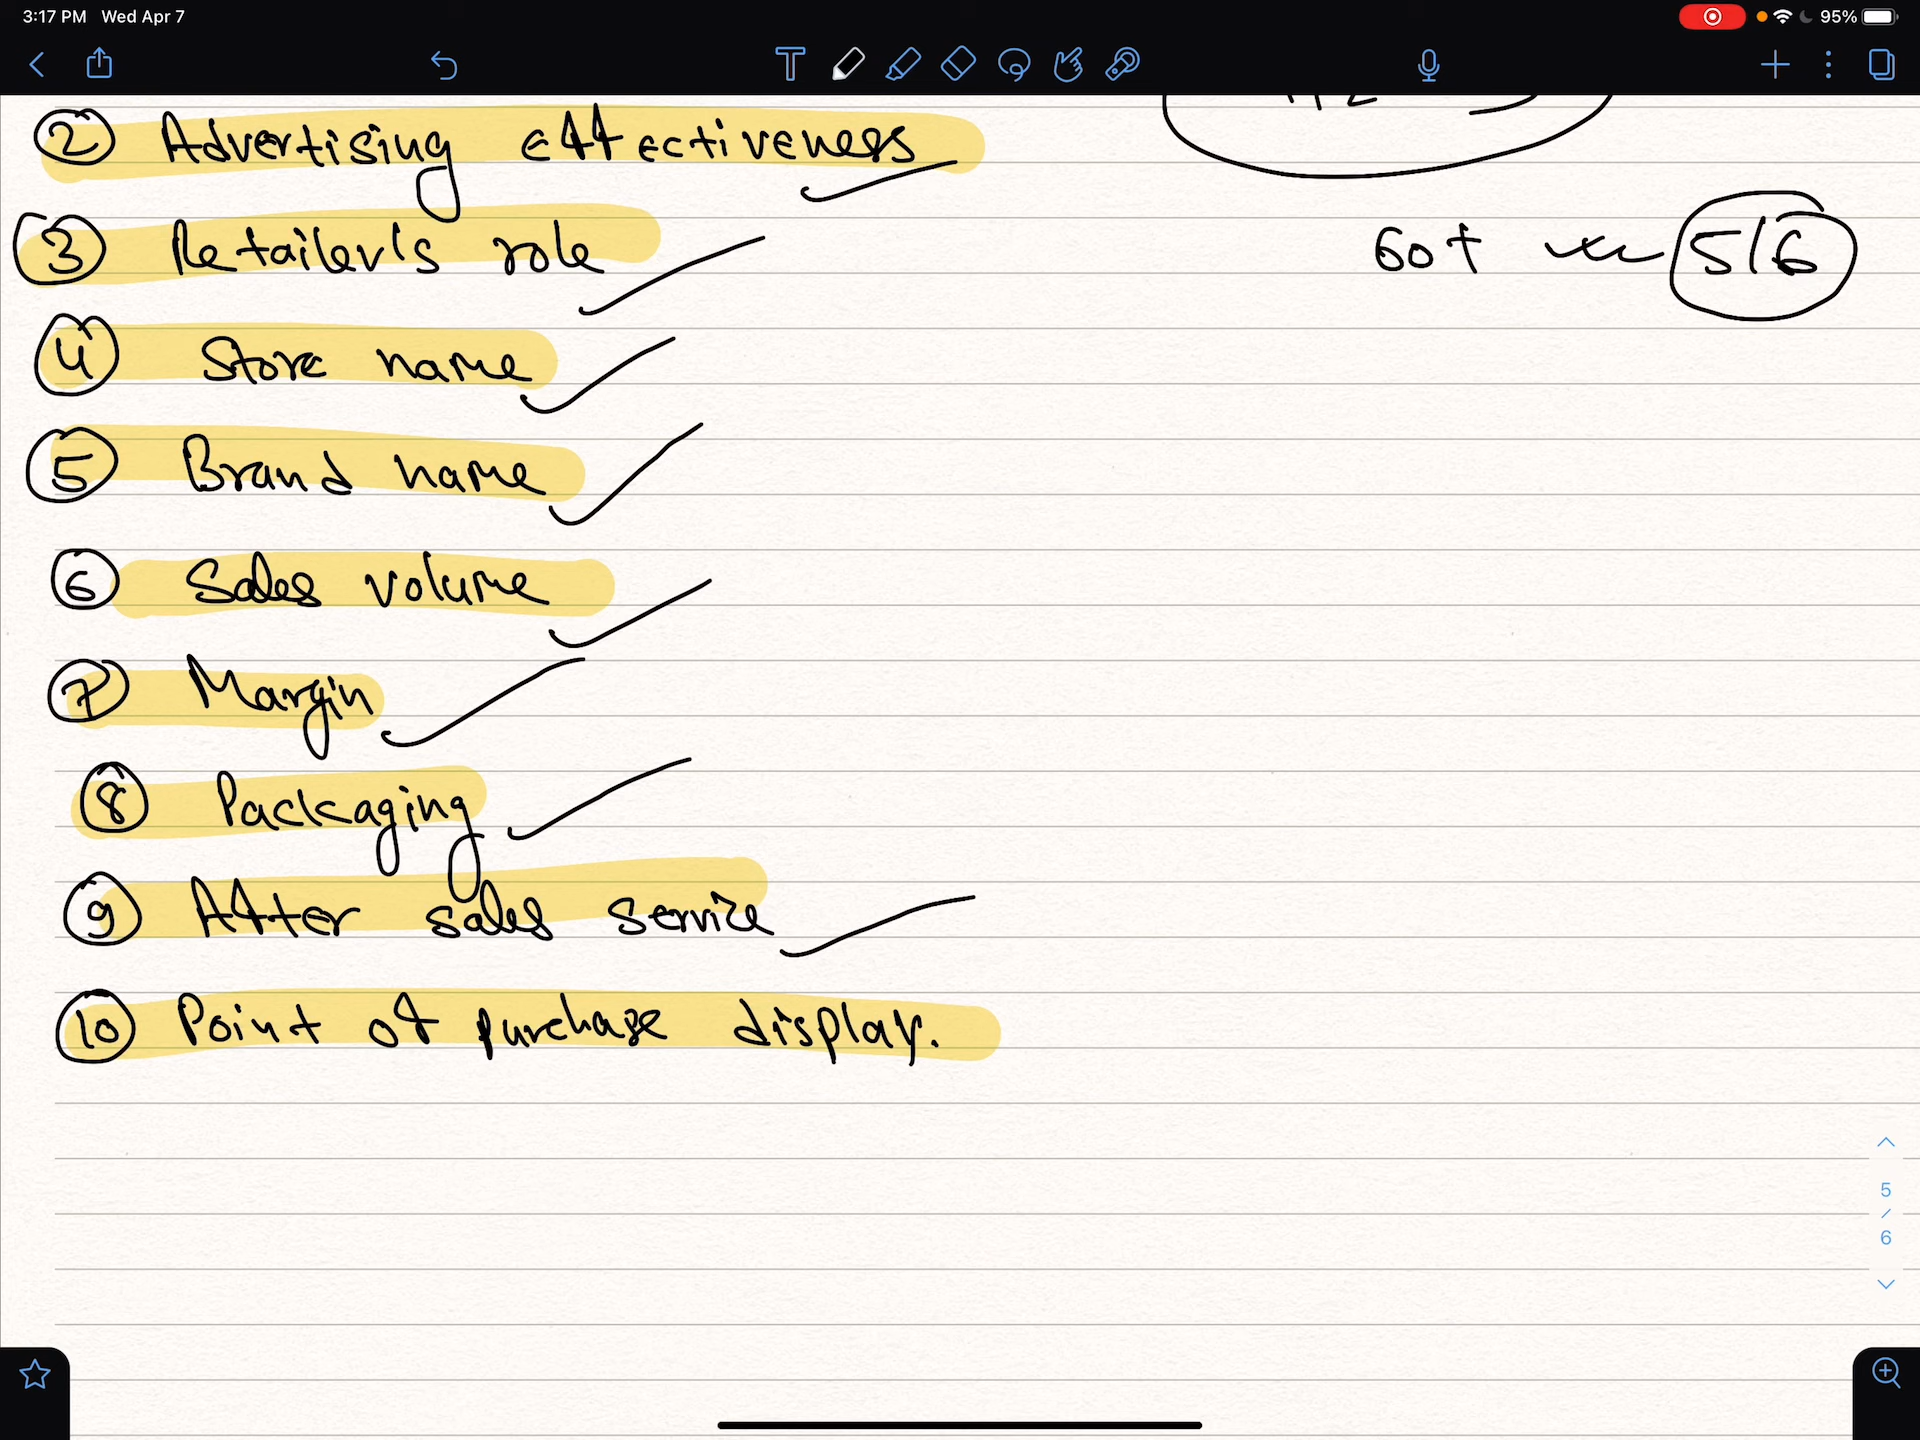 3:17 PM Wed Apr 7
95%
② Advertising effectiveness
③ Retailer's role
60+ 5/6
④ Store name
⑤ Brand name
⑥ Sales volume
⑦ Margin
⑧ Packaging
⑨ After sales service
⑩ Point of purchase display.
5
/
6